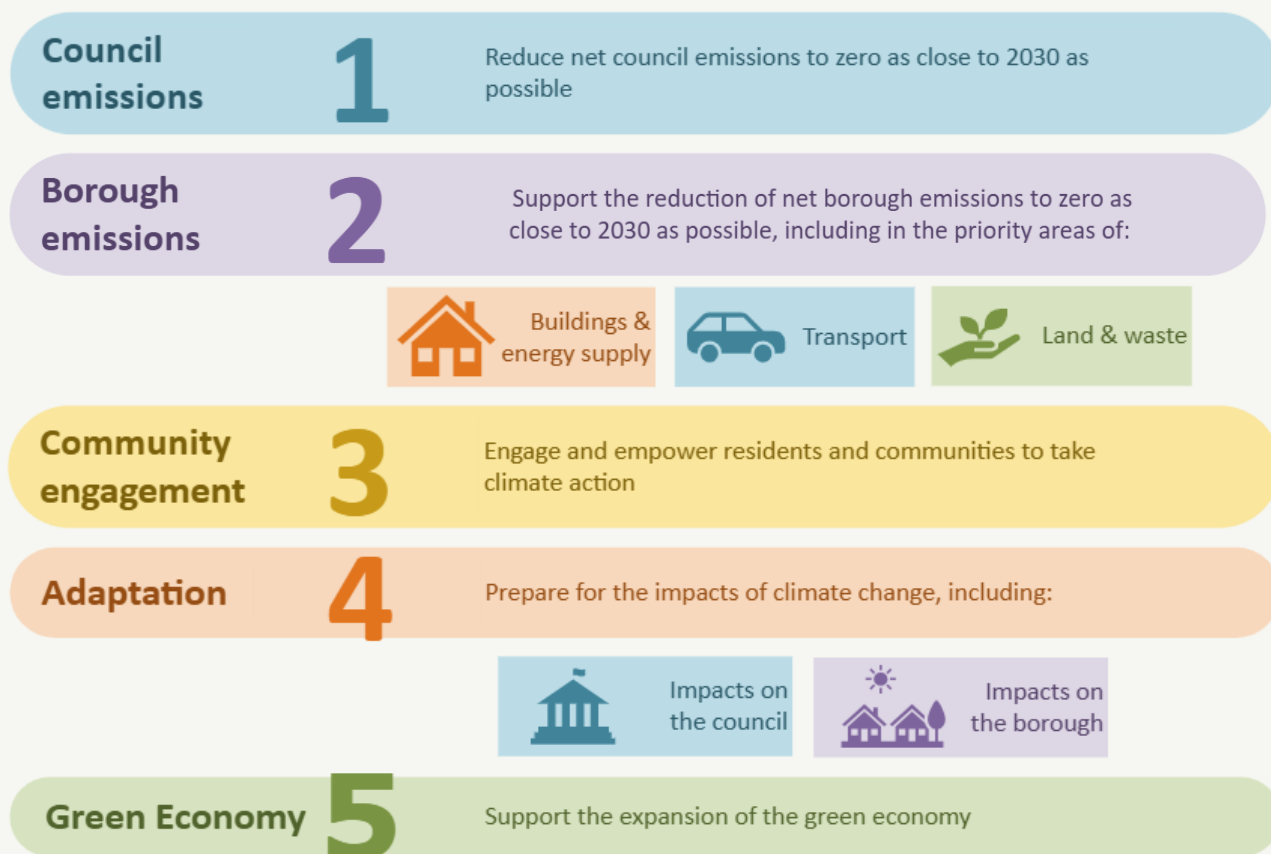 Council
emissions
1
Reduce net council emissions to zero as close to 2030 as
possible
Borough
emissions
2
Support the reduction of net borough emissions to zero as
close to 2030 as possible, including in the priority areas of:
Buildings &
energy supply
Transport
Land & waste
Community
engagement
3
Engage and empower residents and communities to take
climate action
Adaptation
4
Prepare for the impacts of climate change, including:
Impacts on
the council
Impacts on
the borough
Green Economy
5
Support the expansion of the green economy